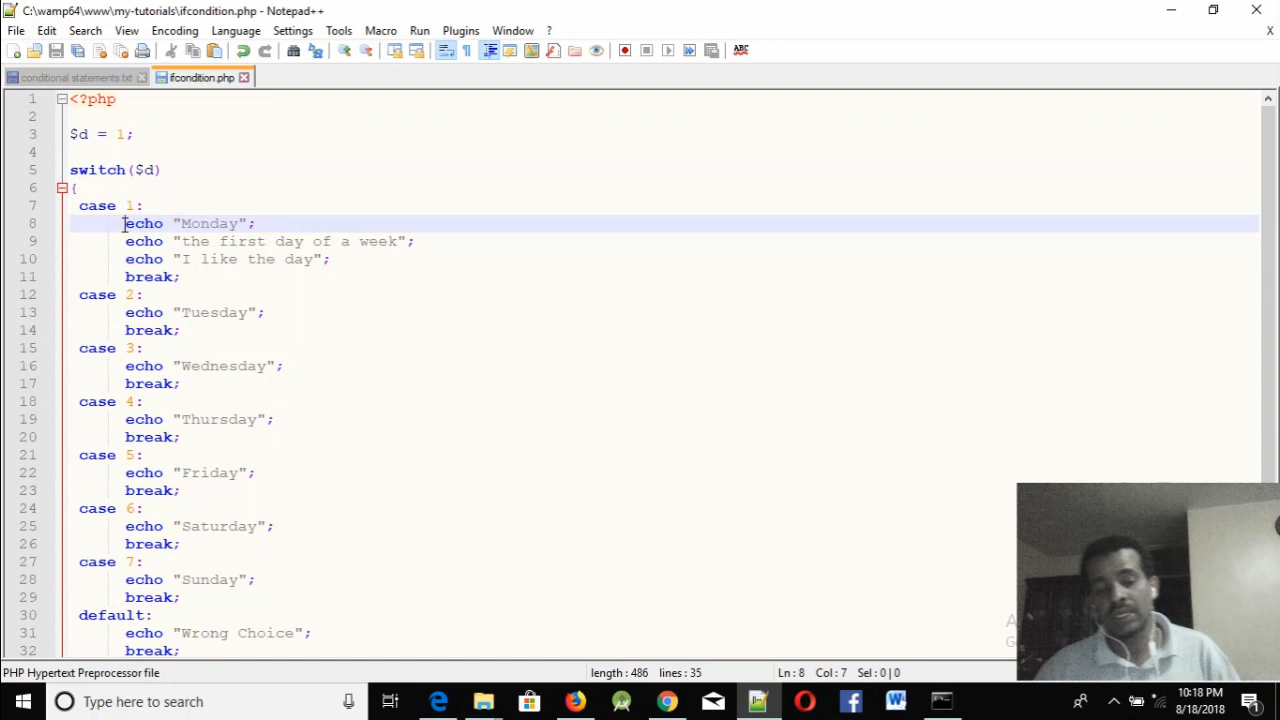 C:\wamp64\www\my-tutorials\ifcondition.php - Notepad++
File Edit Search View Encoding Language Settings Tools Macro Run Plugins Window ? X
ABC
conditional statements.txt ifcondition.php
1 <?php
2
3 $d = 1;
4
5 switch($d)
6 {
7 case 1:
8 echo "Monday";
9 echo "the first day of a week";
10 echo "I like the day";
11 break;
12 case 2:
13 echo "Tuesday";
14 break;
15 case 3:
16 echo "Wednesday";
17 break;
18 case 4:
19 echo "Thursday";
20 break;
21 case 5:
22 echo "Friday";
23 break;
24 case 6:
25 echo "Saturday";
26 break;
27 case 7:
28 echo "Sunday";
29 break;
30 default:
31 echo "Wrong Choice";
32 break;
PHP Hypertext Preprocessor file length : 486 lines : 35 Ln : 8 Col : 7 Sel : 0 | 0
Type here to search
10:18 PM
8/18/2018